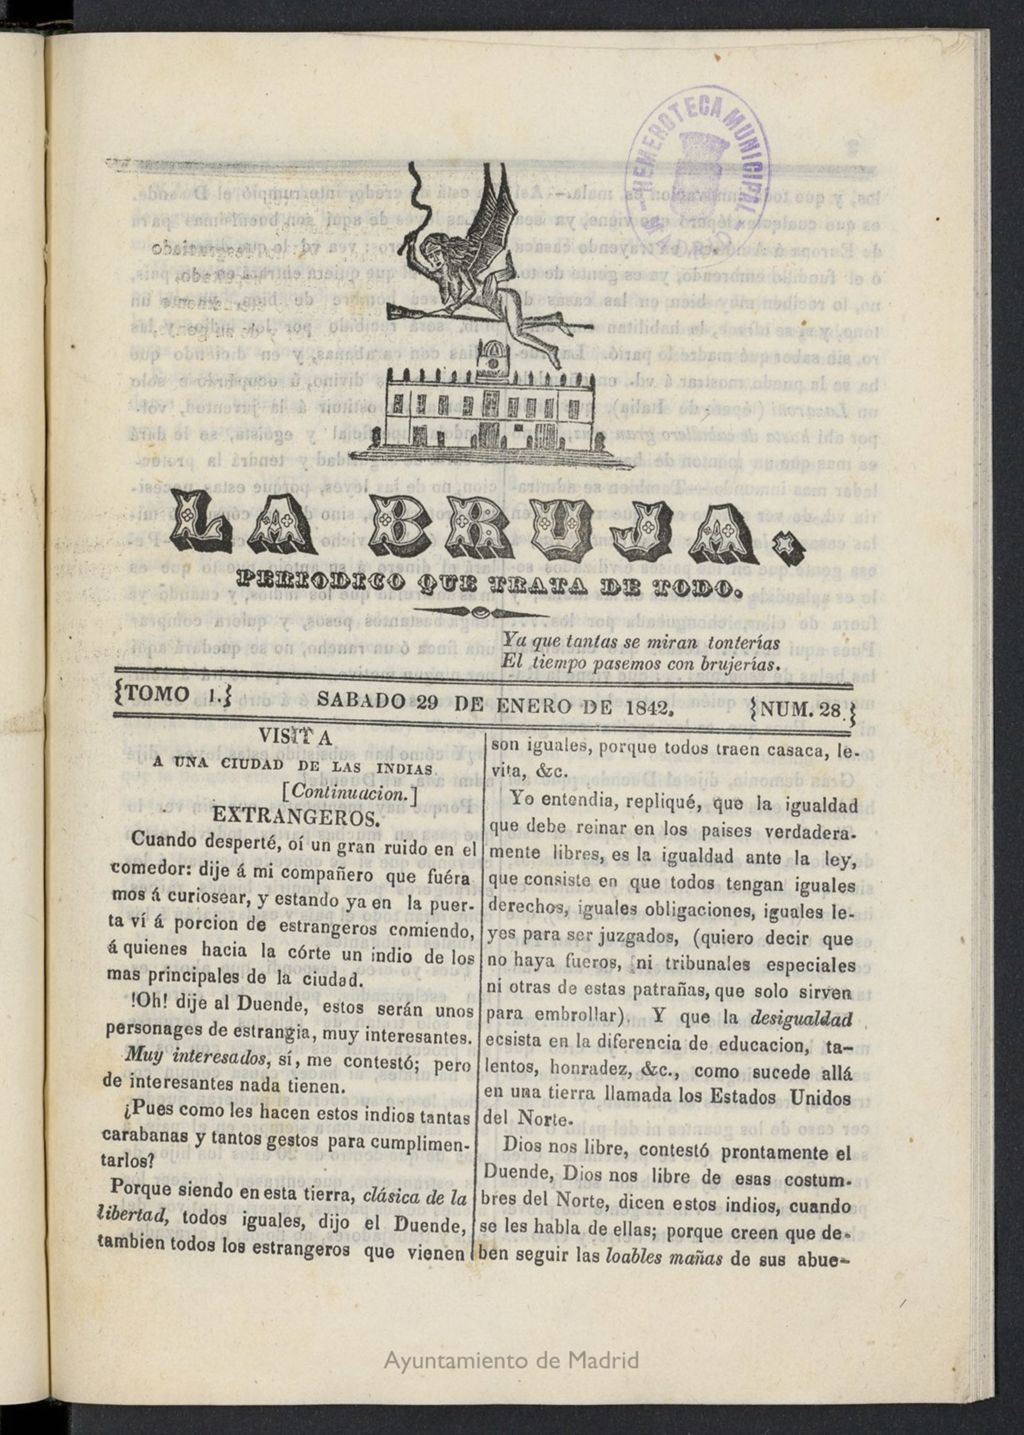 HEMEROTECA MUNICIPAL
LA BRUJA.
PERIODICO QUE TRATA DE TODO.
Ya que tantas se miran tonterías
El tiempo pasemos con brujerías.
{TOMO I.} SABADO 29 DE ENERO DE 1842. {NUM. 28.}
VISITA
A UNA CIUDAD DE LAS INDIAS
[Continuacion.]
EXTRANGEROS.
Cuando desperté, oí un gran ruido en el
comedor: dije á mi compañero que fuéra
mos á curiosear, y estando ya en la puer-
ta ví á porcion de estrangeros comiendo,
á quienes hacia la córte un indio de los
mas principales de la ciudad.
!Oh! dije al Duende, estos serán unos
personages de estrangia, muy interesantes.
Muy interesados, sí, me contestó; pero
de interesantes nada tienen.
¿Pues como les hacen estos indios tantas
carabanas y tantos gestos para cumplimen-
tarlos?
Porque siendo en esta tierra, clásica de la
libertad, todos iguales, dijo el Duende,
tambien todos los estrangeros que vienen
son iguales, porque todos traen casaca, le-
vita, &c.
Yo entendia, repliqué, que la igualdad
que debe reinar en los paises verdadera-
mente libres, es la igualdad ante la ley,
que consiste en que todos tengan iguales
derechos, iguales obligaciones, iguales le-
yes para ser juzgados, (quiero decir que
no haya fueros, ni tribunales especiales
ni otras de estas patrañas, que solo sirven
para embrollar). Y que la desigualdad
ecsista en la diferencia de educacion, ta-
lentos, honradez, &c., como sucede allá
en una tierra llamada los Estados Unidos
del Norte.
Dios nos libre, contestó prontamente el
Duende, Dios nos libre de esas costum-
bres del Norte, dicen estos indios, cuando
se les habla de ellas; porque creen que de-
ben seguir las loables mañas de sus abue-
Ayuntamiento de Madrid